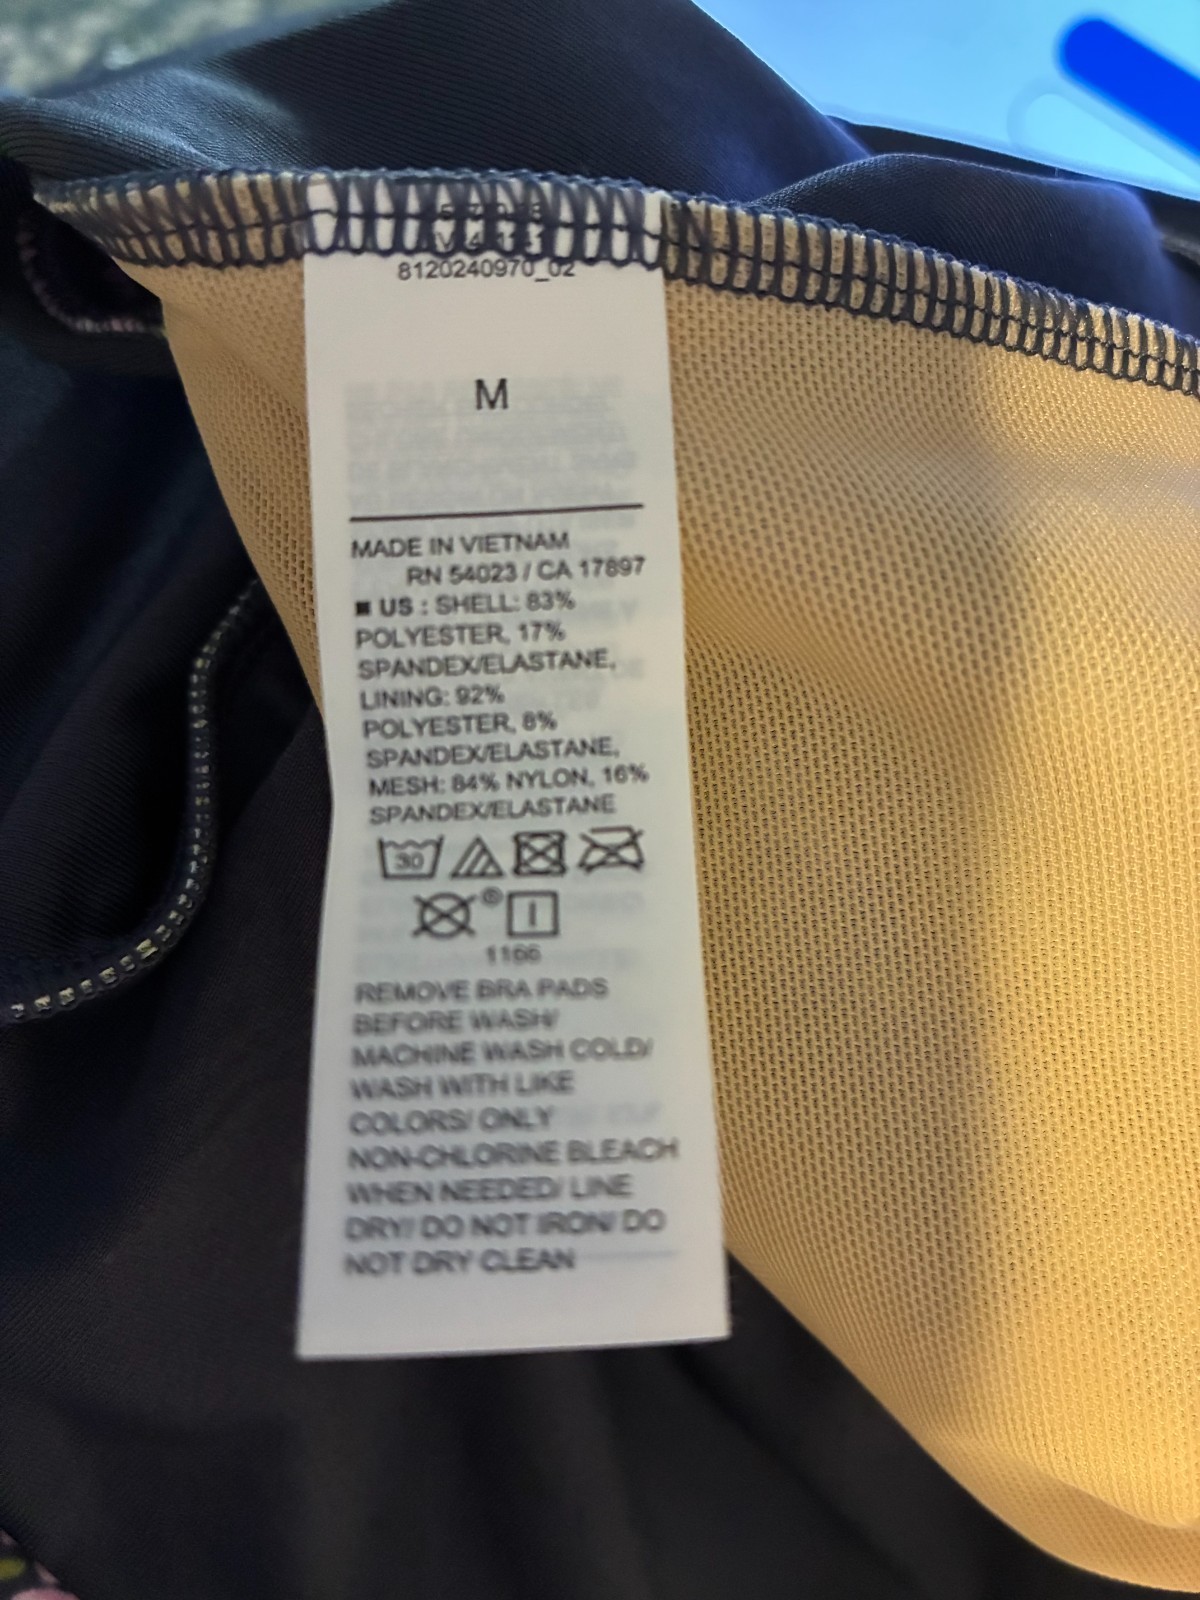 8120240970_02
M
MADE IN VIETNAM
RN 54023 / CA 17897
■ US : SHELL: 83%
POLYESTER, 17%
SPANDEX/ELASTANE,
LINING: 92%
POLYESTER, 8%
SPANDEX/ELASTANE,
MESH: 84% NYLON, 16%
SPANDEX/ELASTANE
30
1166
REMOVE BRA PADS
BEFORE WASH/
MACHINE WASH COLD/
WASH WITH LIKE
COLORS/ ONLY
NON-CHLORINE BLEACH
WHEN NEEDED/ LINE
DRY/ DO NOT IRON/ DO
NOT DRY CLEAN